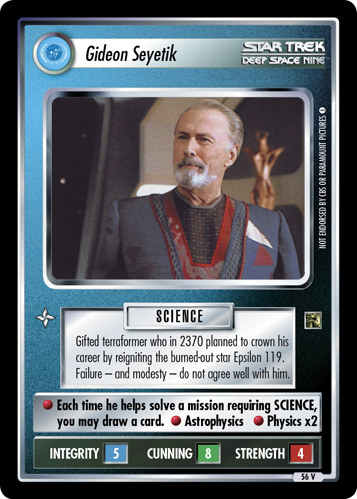 Gideon Seyetik
STAR TREK
DEEP SPACE NINE
NOT ENDORSED BY CBS OR PARAMOUNT PICTURES
SCIENCE
Gifted terraformer who in 2370 planned to crown his
career by reigniting the burned-out star Epsilon 119.
Failure – and modesty – do not agree well with him.
• Each time he helps solve a mission requiring SCIENCE,
you may draw a card. • Astrophysics • Physics x2
INTEGRITY 5 CUNNING 8 STRENGTH 4
56 V